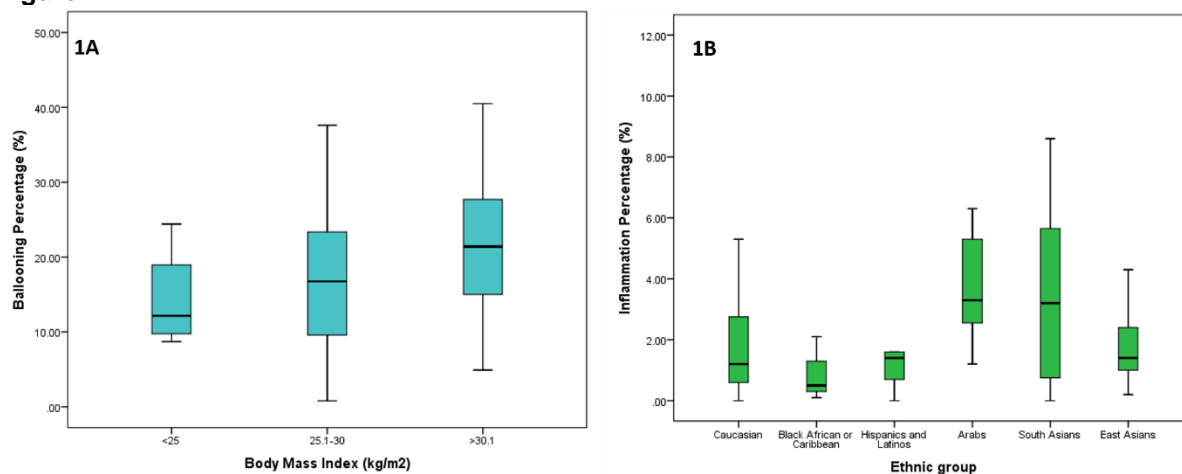 1A
Ballooning Percentage (%)
50.00
40.00
30.00
20.00
10.00
.00
<25
25.1-30
>30.1
Body Mass Index (kg/m2)
1B
Inflammation Percentage (%)
12.00
10.00
8.00
6.00
4.00
2.00
.00
Caucasian
Black African or
Caribbean
Hispanics and
Latinos
Arabs
South Asians
East Asians
Ethnic group